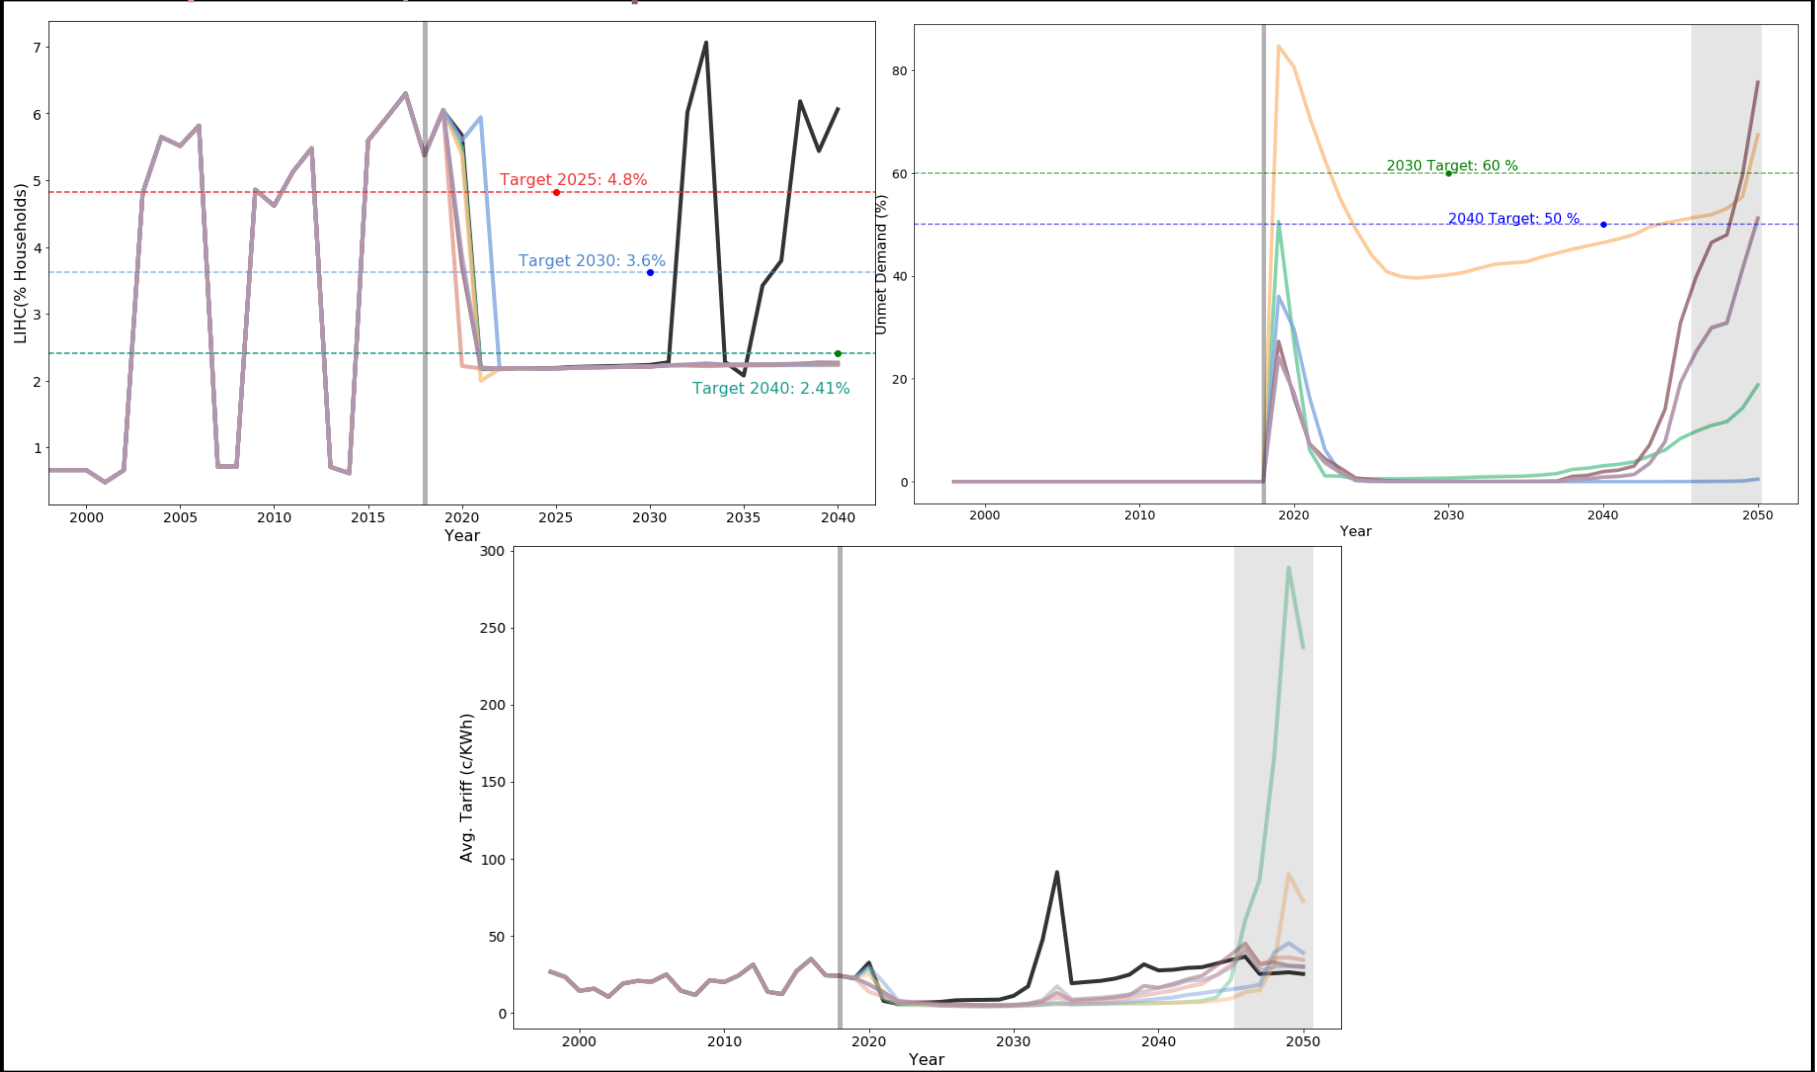 LIHC(% Households)
7
6
5
4
3
2
1
Target 2025: 4.8%
Target 2030: 3.6%
Target 2040: 2.41%
2000 2005 2010 2015 2020 2025 2030 2035 2040
Year
Unmet Demand (%)
80
60
40
20
0
2030 Target: 60 %
2040 Target: 50 %
2000 2010 2020 2030 2040 2050
Year
Avg. Tariff (c/KWh)
300
250
200
150
100
50
0
2000 2010 2020 2030 2040 2050
Year